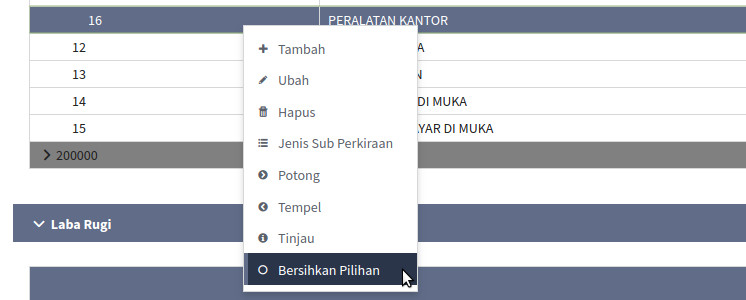 16 PERALATAN KANTOR
Tambah
12 A
Ubah
13 N
Hapus
14 DI MUKA
15 AYAR DI MUKA
Jenis Sub Perkiraan
200000
Potong
Tempel
Laba Rugi
Tinjau
Bersihkan Pilihan